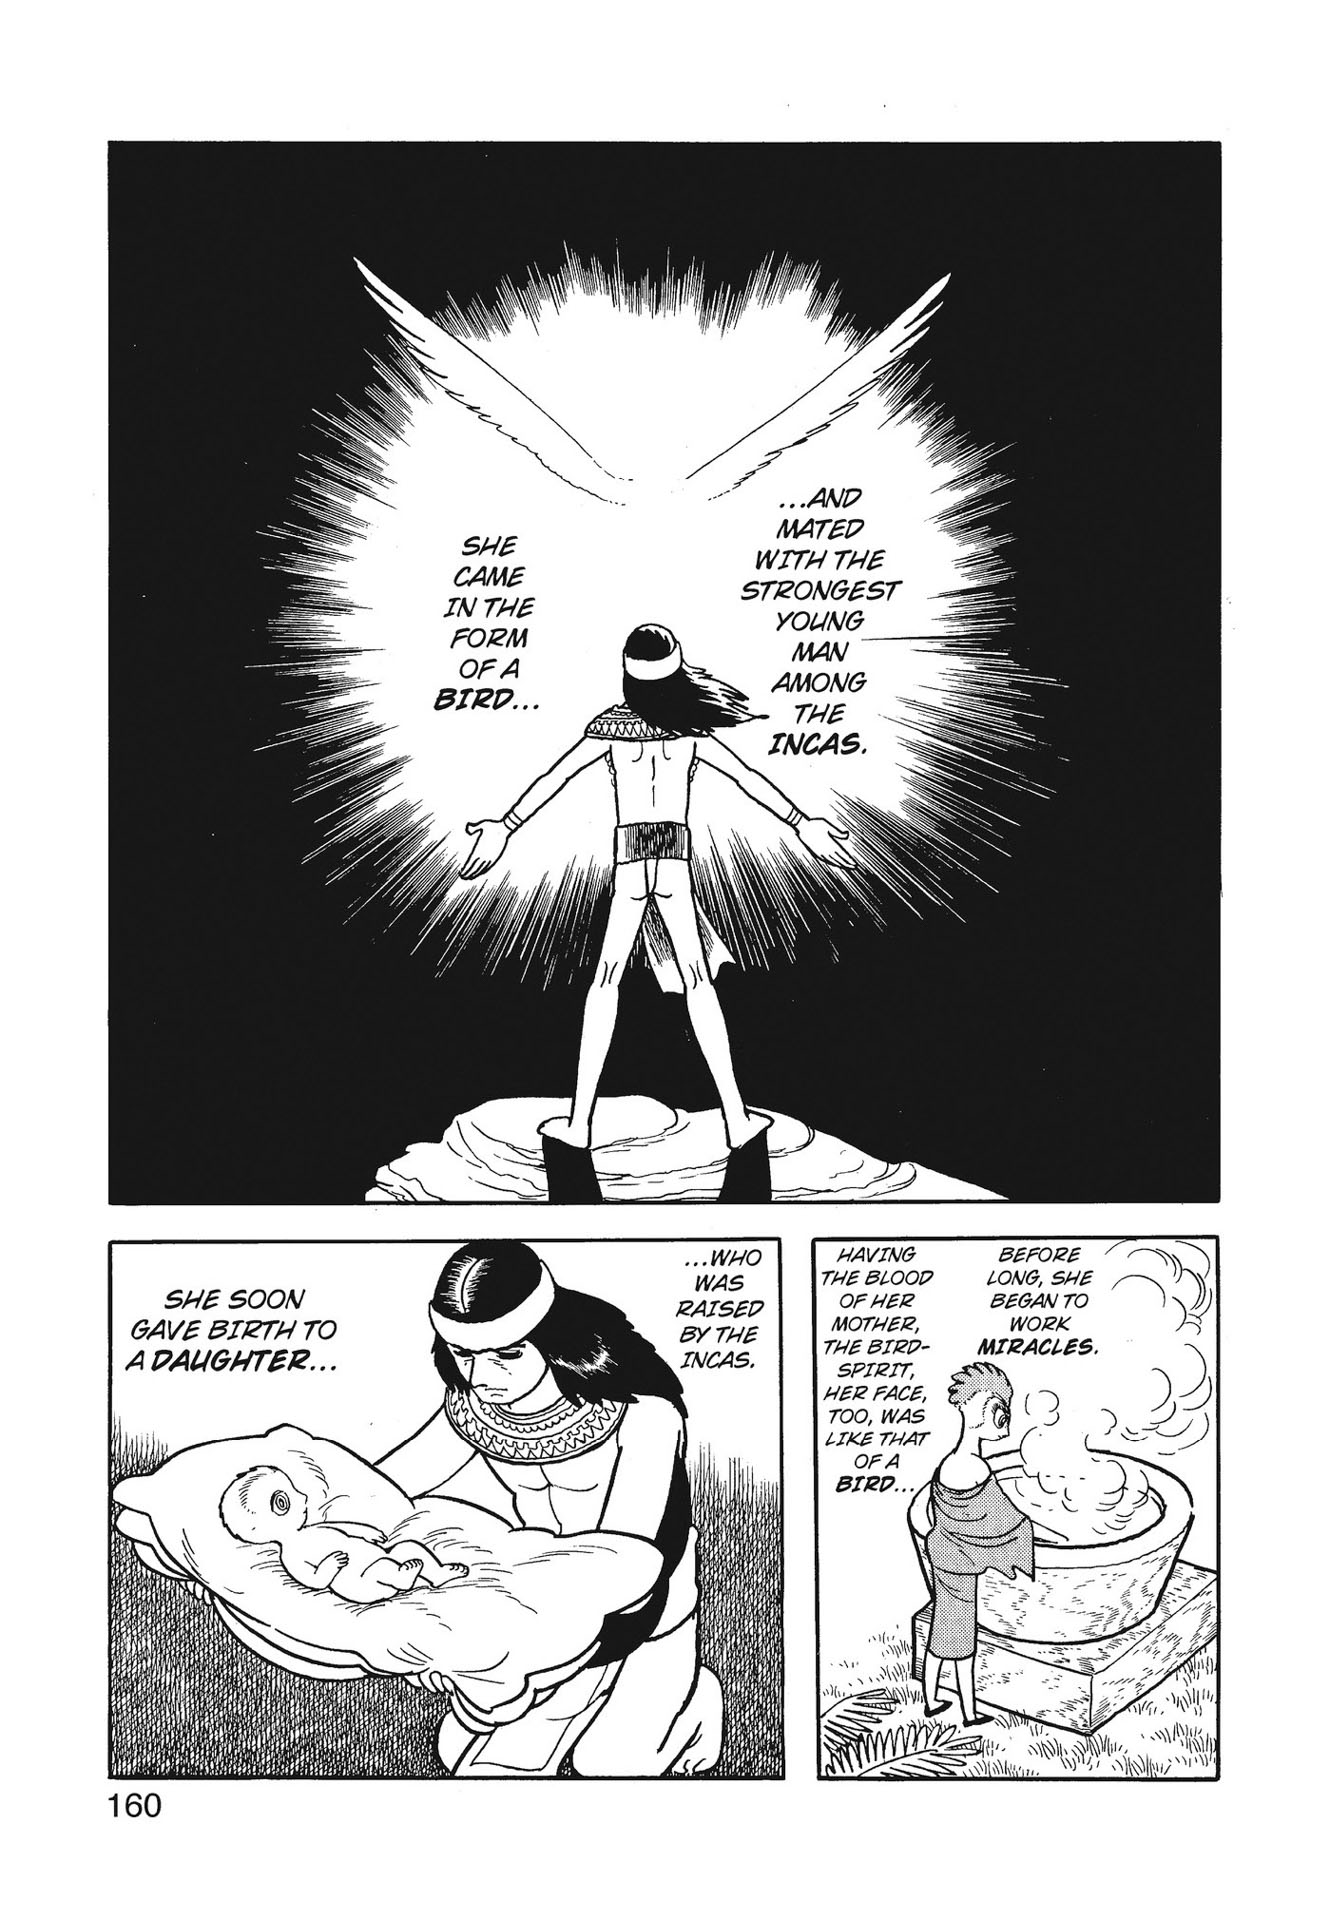 SHE
CAME
IN THE
FORM
OF A
BIRD...
...AND
MATED
WITH THE
STRONGEST
YOUNG
MAN
AMONG
THE
INCAS.
SHE SOON
GAVE BIRTH TO
A DAUGHTER...
...WHO
WAS
RAISED
BY THE
INCAS.
HAVING
THE BLOOD
OF HER
MOTHER,
THE BIRD-
SPIRIT,
HER FACE,
TOO, WAS
LIKE THAT
OF A
BIRD...
BEFORE
LONG, SHE
BEGAN TO
WORK
MIRACLES.
160